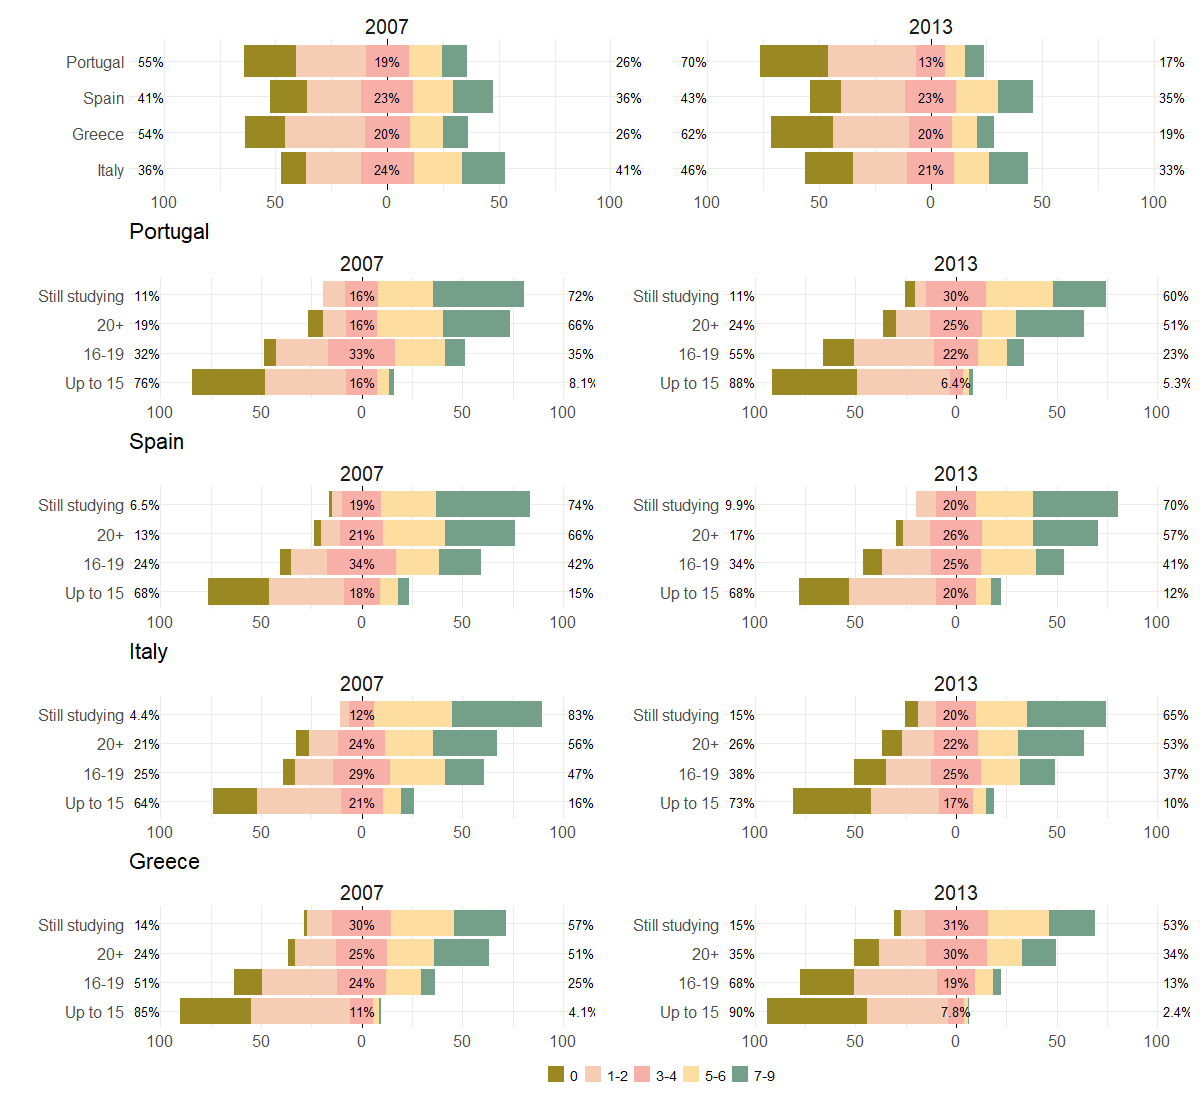 2007 2013
Portugal 55% 19% 26% 70% 13% 17%
Spain 41% 23% 36% 43% 23% 35%
Greece 54% 20% 26% 62% 20% 19%
Italy 36% 24% 41% 46% 21% 33%
100 50 0 50 100 100 50 0 50 100
Portugal
2007 2013
Still studying 11% 16% 72% Still studying 11% 30% 60%
20+ 19% 16% 66% 20+ 24% 25% 51%
16-19 32% 33% 35% 16-19 55% 22% 23%
Up to 15 76% 16% 8.1% Up to 15 88% 6.4% 5.3%
100 50 0 50 100 100 50 0 50 100
Spain
2007 2013
Still studying 6.5% 19% 74% Still studying 9.9% 20% 70%
20+ 13% 21% 66% 20+ 17% 26% 57%
16-19 24% 34% 42% 16-19 34% 25% 41%
Up to 15 68% 18% 15% Up to 15 68% 20% 12%
100 50 0 50 100 100 50 0 50 100
Italy
2007 2013
Still studying 4.4% 12% 83% Still studying 15% 20% 65%
20+ 21% 24% 56% 20+ 26% 22% 53%
16-19 25% 29% 47% 16-19 38% 25% 37%
Up to 15 64% 21% 16% Up to 15 73% 17% 10%
100 50 0 50 100 100 50 0 50 100
Greece
2007 2013
Still studying 14% 30% 57% Still studying 15% 31% 53%
20+ 24% 25% 51% 20+ 35% 30% 34%
16-19 51% 24% 25% 16-19 68% 19% 13%
Up to 15 85% 11% 4.1% Up to 15 90% 7.8% 2.4%
100 50 0 50 100 100 50 0 50 100
0 1-2 3-4 5-6 7-9